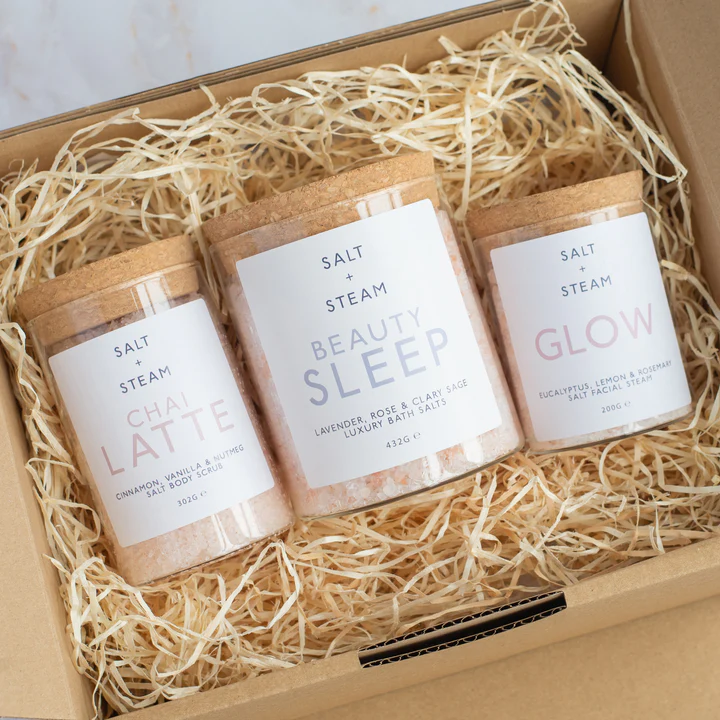 SALT
+
STEAM
CHAI
LATTE
CINNAMON, VANILLA & NUTMEG
SALT BODY SCRUB
302G ℮
SALT
+
STEAM
BEAUTY
SLEEP
LAVENDER, ROSE & CLARY SAGE
LUXURY BATH SALTS
432G ℮
SALT
+
STEAM
GLOW
EUCALYPTUS, LEMON & ROSEMARY
SALT FACIAL STEAM
200G ℮